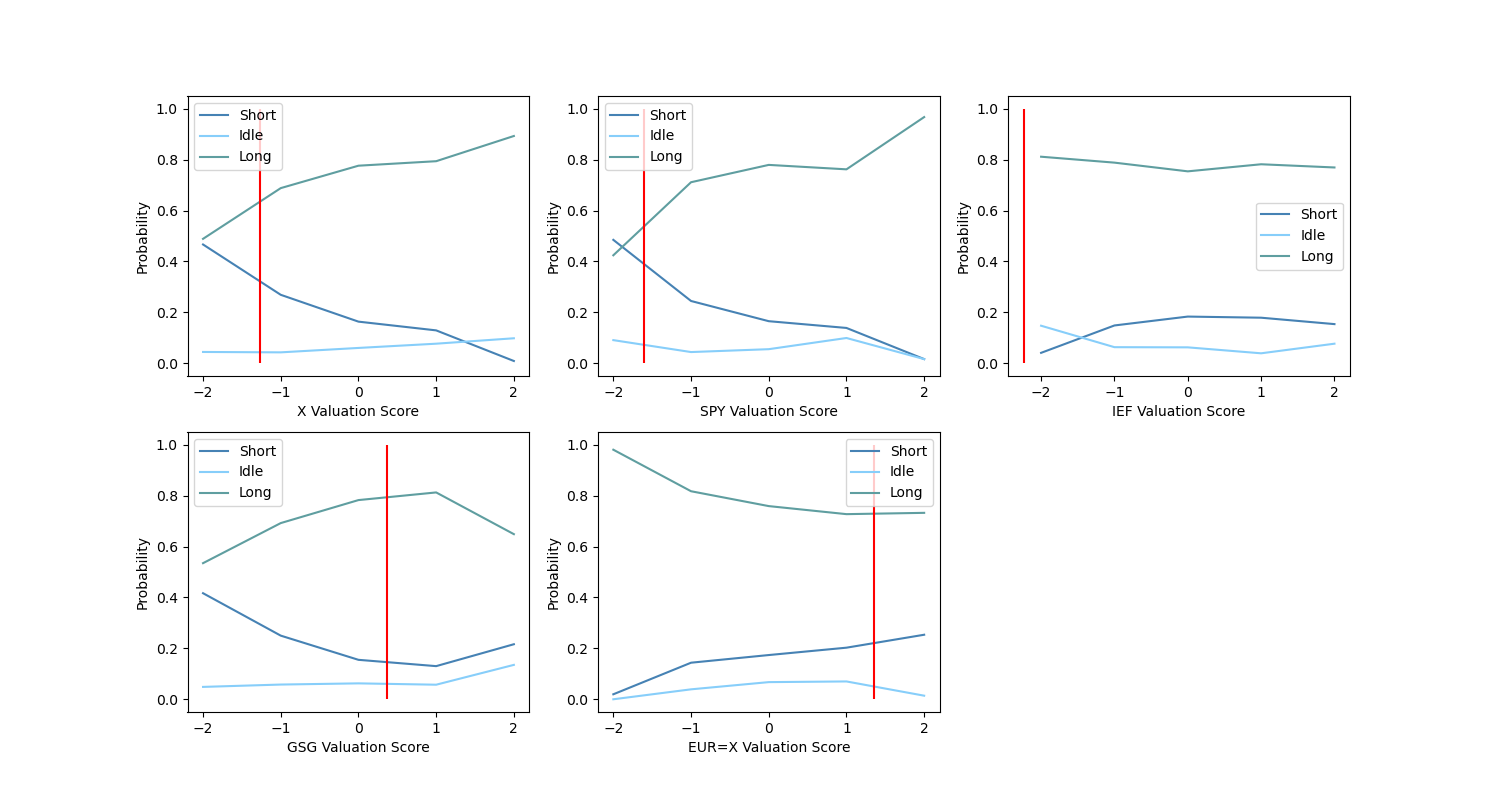 1.0
0.8
0.6
0.4
0.2
0.0
Probability
Short
Idle
Long
−2 −1 0 1 2
X Valuation Score
1.0
0.8
0.6
0.4
0.2
0.0
Probability
Short
Idle
Long
−2 −1 0 1 2
SPY Valuation Score
1.0
0.8
0.6
0.4
0.2
0.0
Probability
Short
Idle
Long
−2 −1 0 1 2
IEF Valuation Score
1.0
0.8
0.6
0.4
0.2
0.0
Probability
Short
Idle
Long
−2 −1 0 1 2
GSG Valuation Score
1.0
0.8
0.6
0.4
0.2
0.0
Probability
Short
Idle
Long
−2 −1 0 1 2
EUR=X Valuation Score